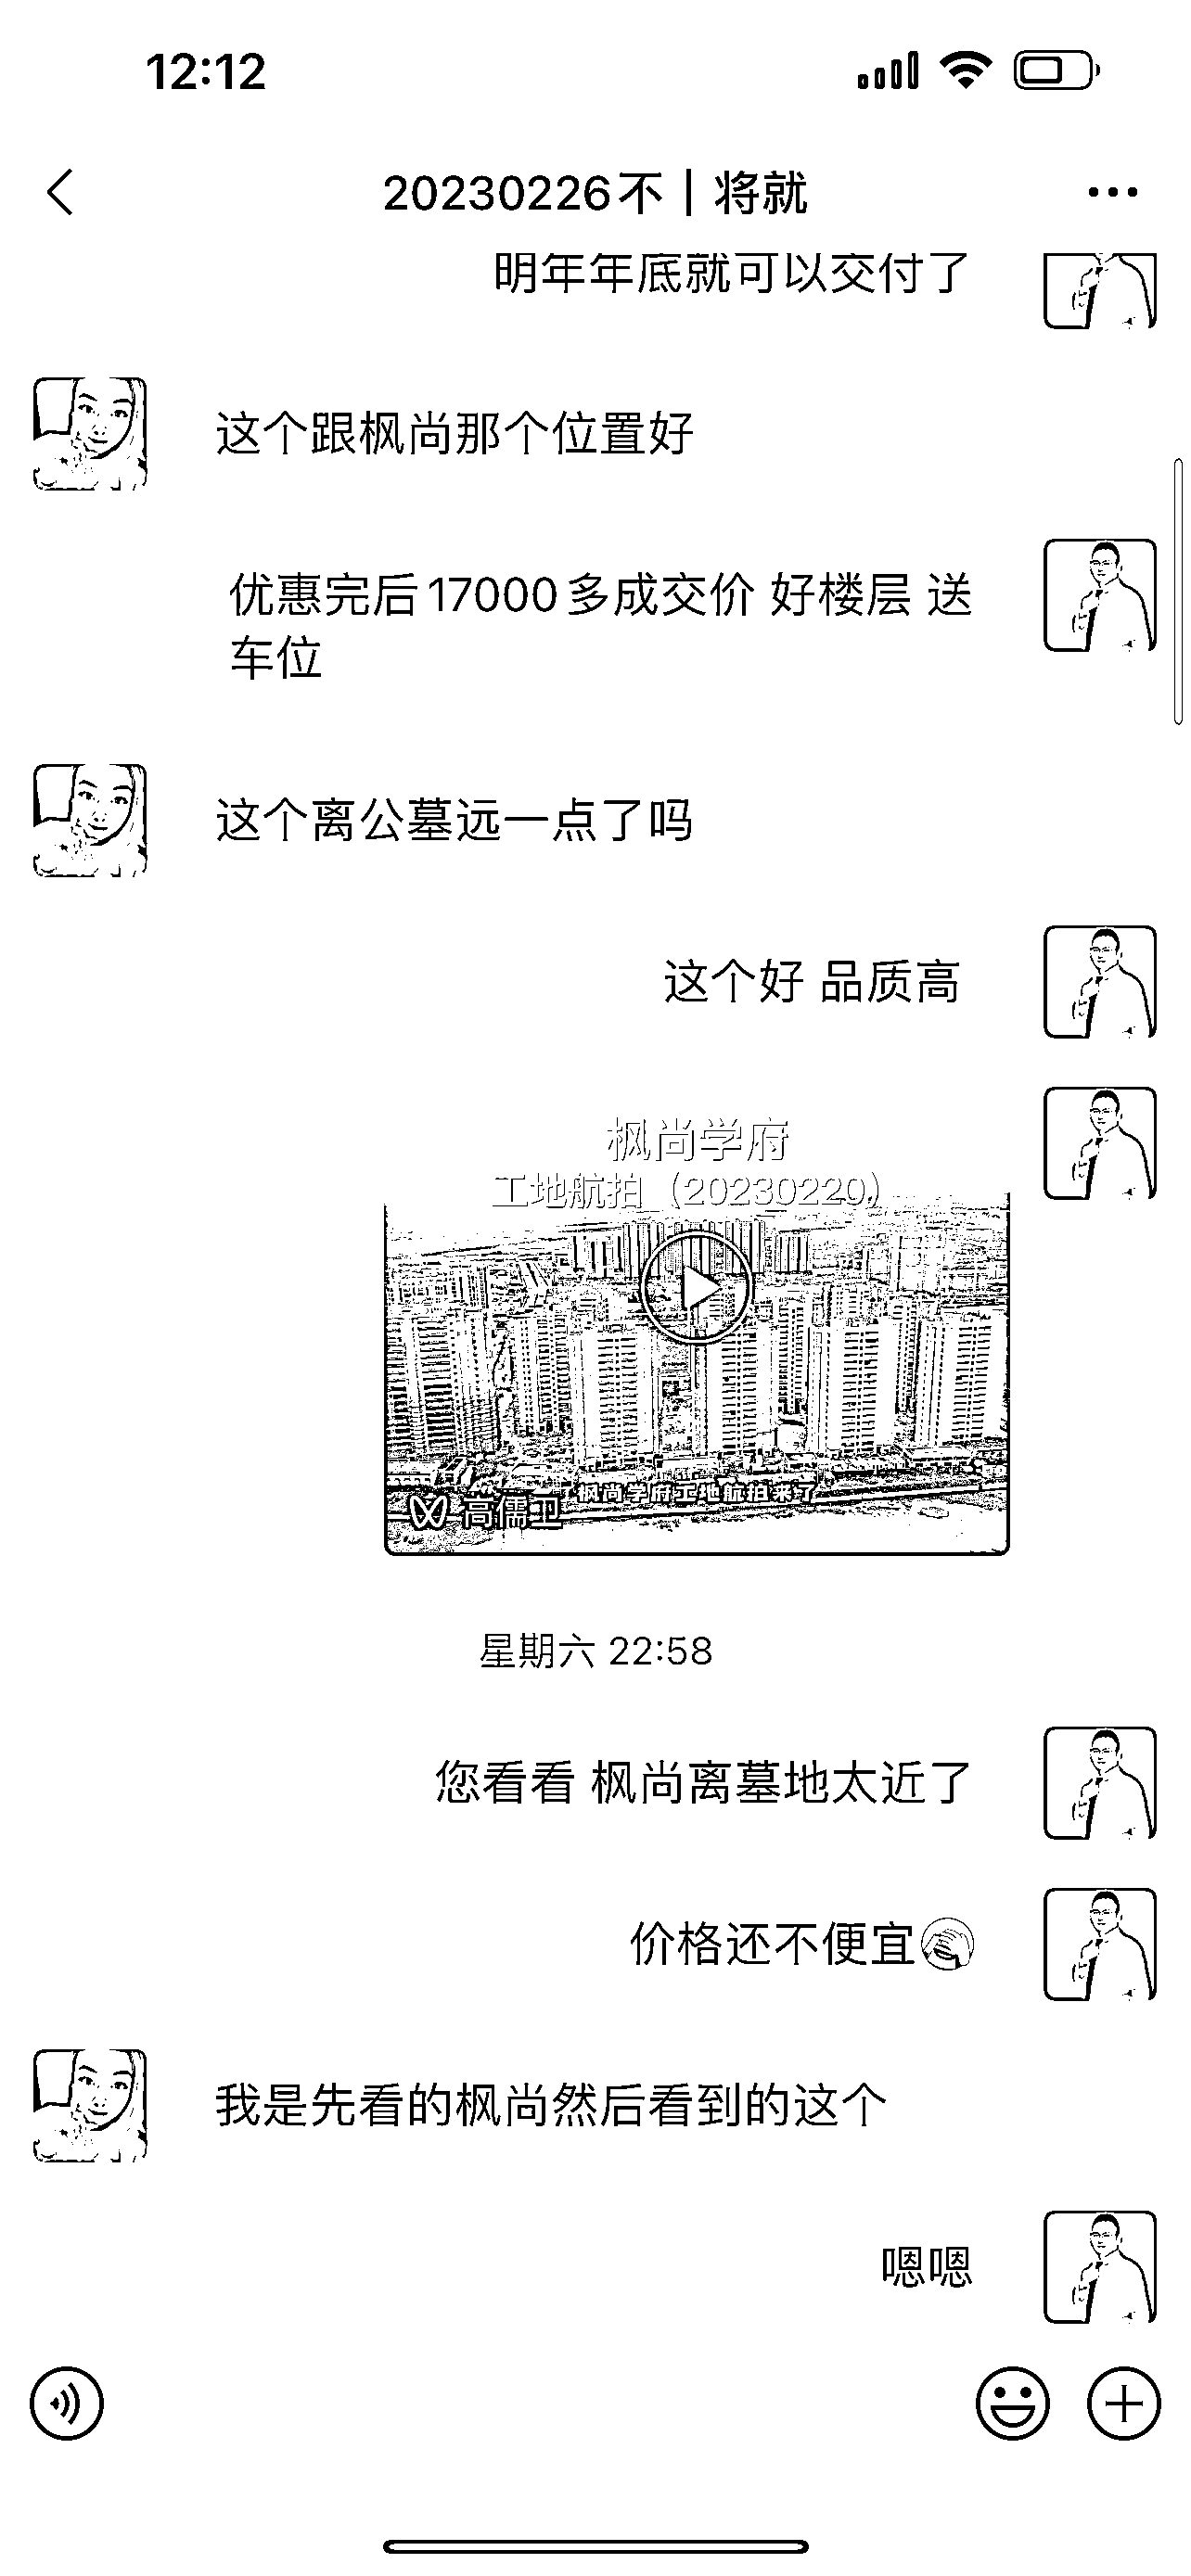 12:12
20230226不｜将就
明年年底就可以交付了
这个跟枫尚那个位置好
优惠完后17000多成交价 好楼层 送
车位
这个离公墓远一点了吗
这个好 品质高
枫尚学府
工地航拍（20230220）
枫尚学府工地航拍来了
高儒卫
星期六 22:58
您看看 枫尚离墓地太近了
价格还不便宜
我是先看的枫尚然后看到的这个
嗯嗯